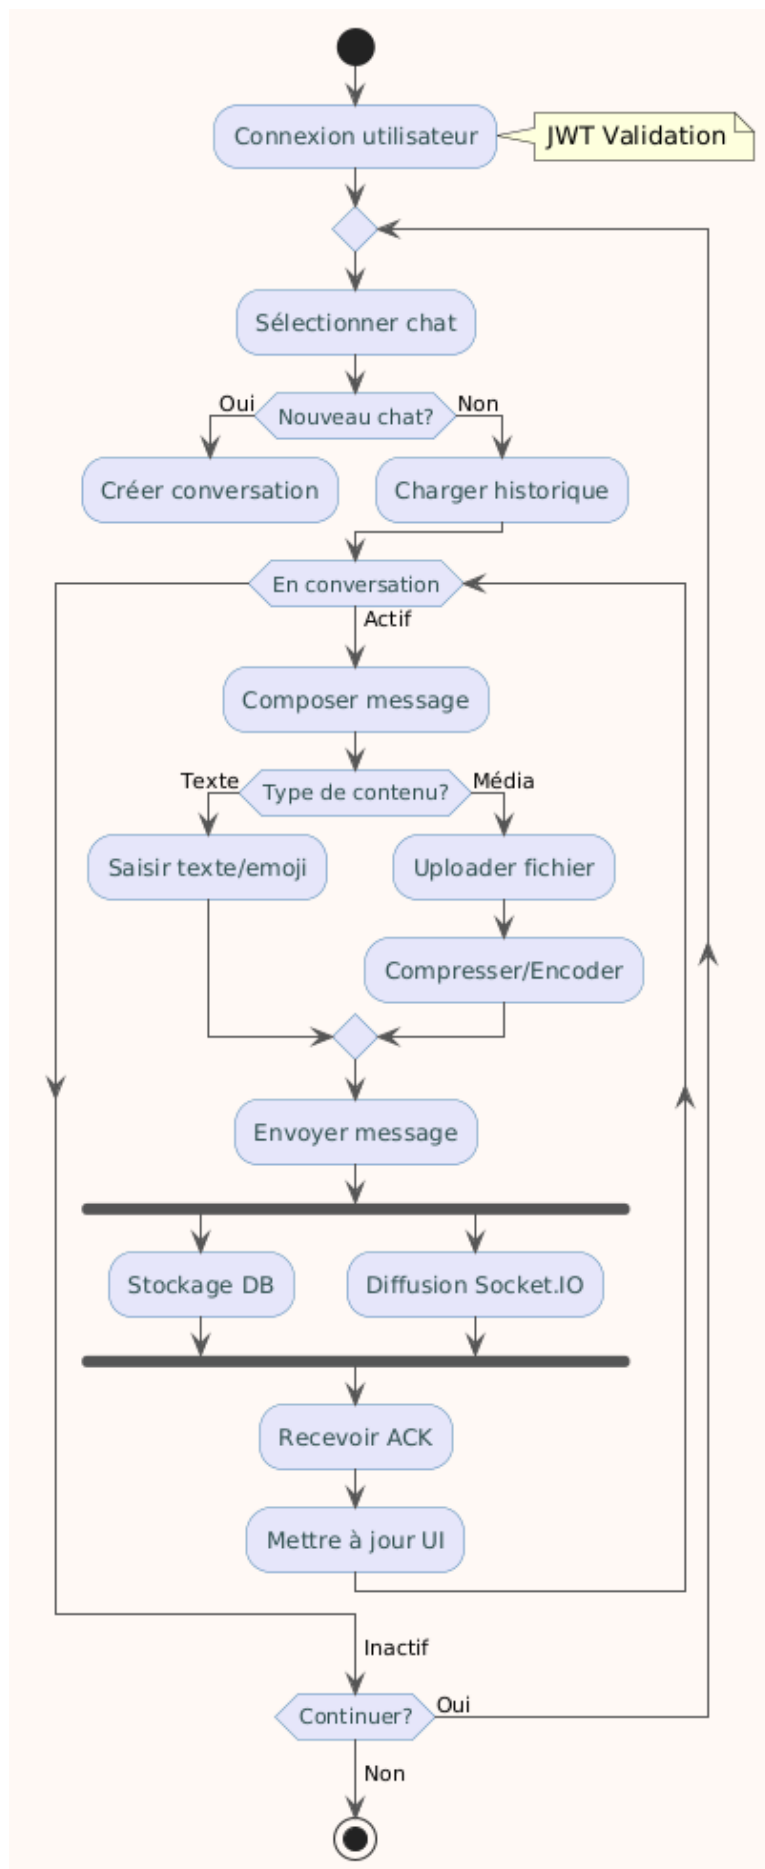 Connexion utilisateur
JWT Validation
Sélectionner chat
Oui
Nouveau chat?
Non
Créer conversation
Charger historique
En conversation
Actif
Composer message
Texte
Type de contenu?
Média
Saisir texte/emoji
Uploader fichier
Compresser/Encoder
Envoyer message
Stockage DB
Diffusion Socket.IO
Recevoir ACK
Mettre à jour UI
Inactif
Continuer?
Oui
Non